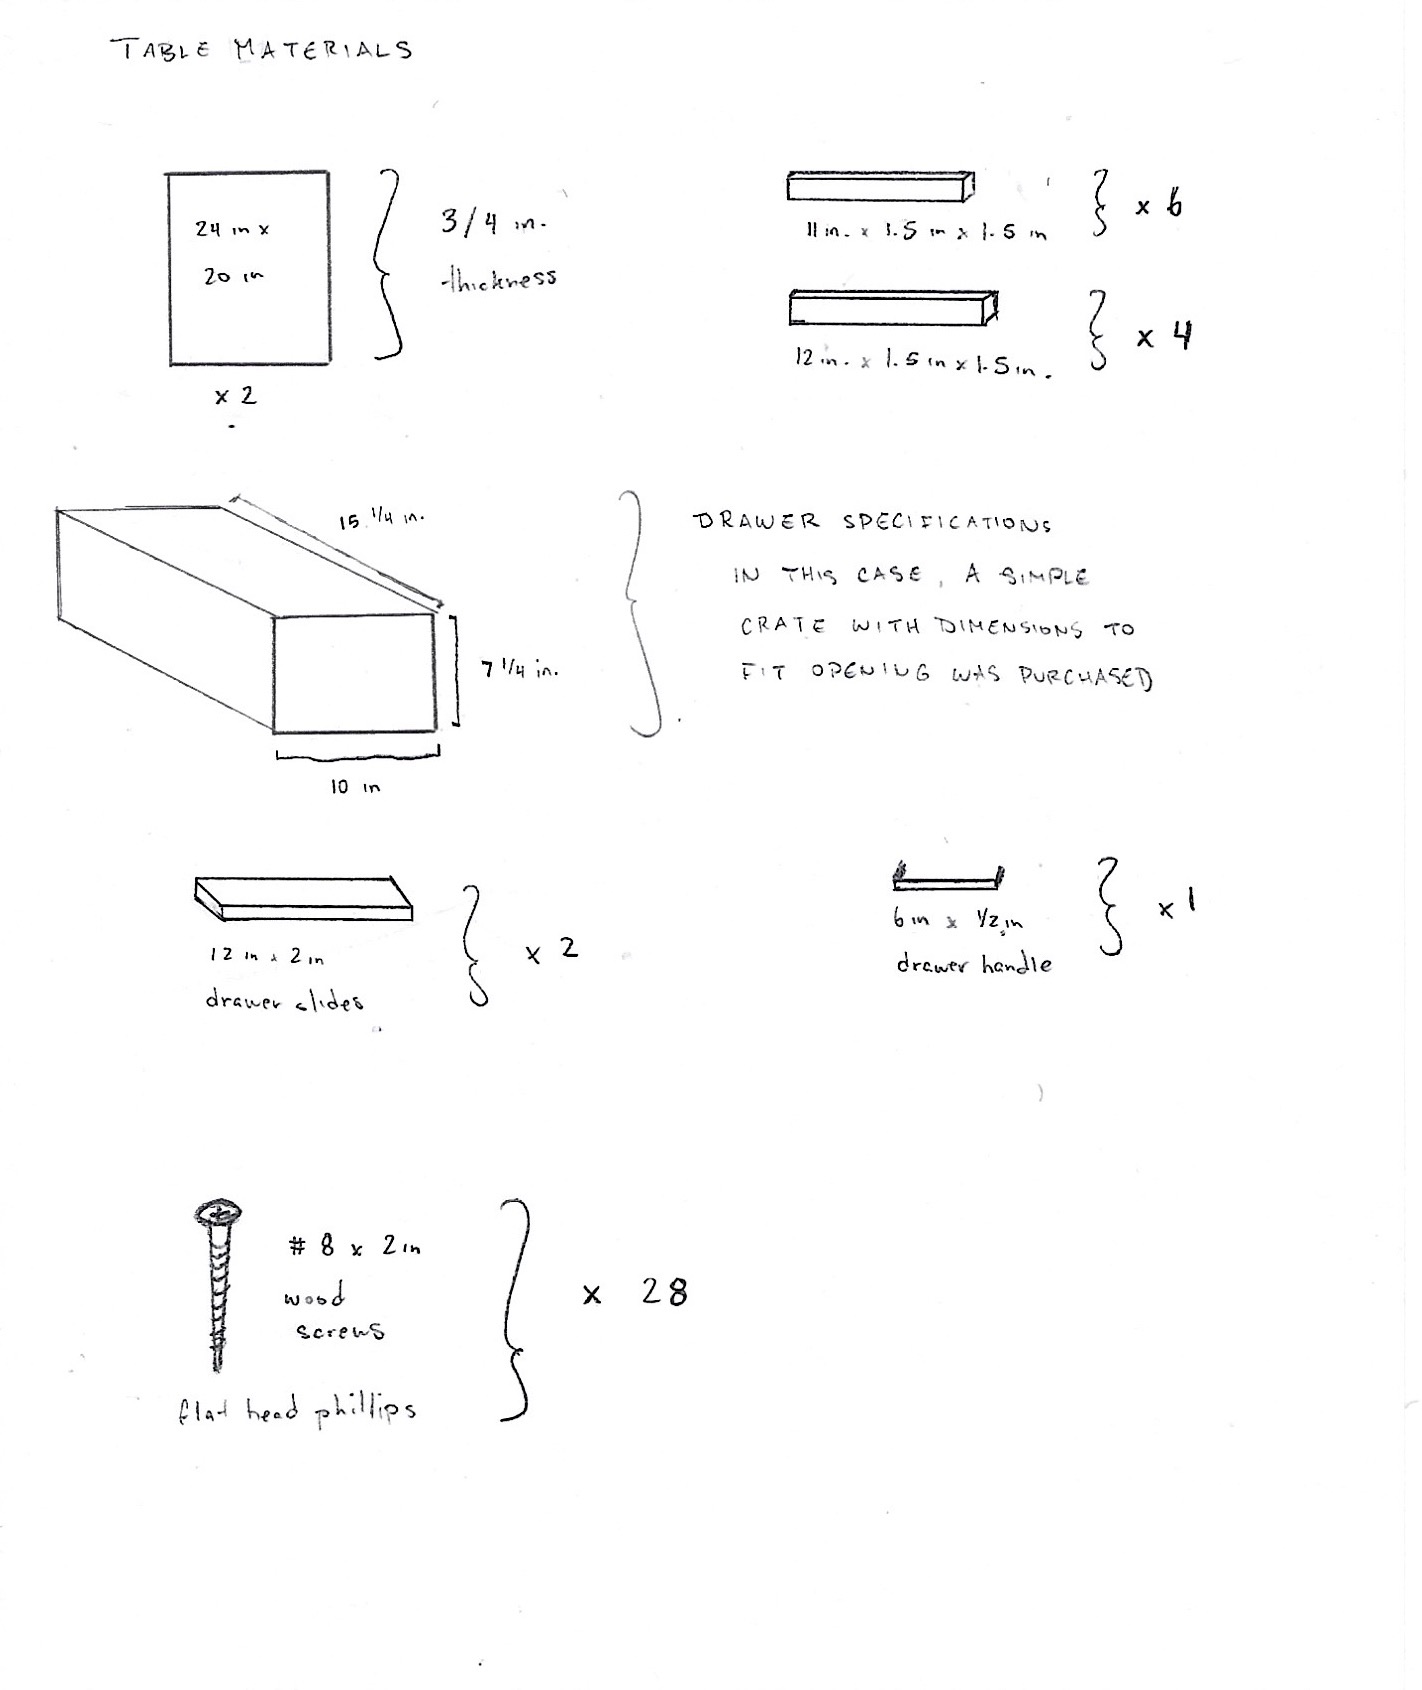 TABLE MATERIALS
24 in x
20 in
x 2
3/4 in.
thickness
11 in. x 1.5 in x 1.5 in
x 6
12 in. x 1.5 in x 1.5 in.
x 4
15 1/4 in.
7 1/4 in.
10 in
DRAWER SPECIFICATIONS
IN THIS CASE, A SIMPLE
CRATE WITH DIMENSIONS TO
FIT OPENING WAS PURCHASED
12 in x 2 in
drawer slides
x 2
6 in x 1/2 in
drawer handle
x 1
# 8 x 2 in
wood
screws
flat head phillips
x 28